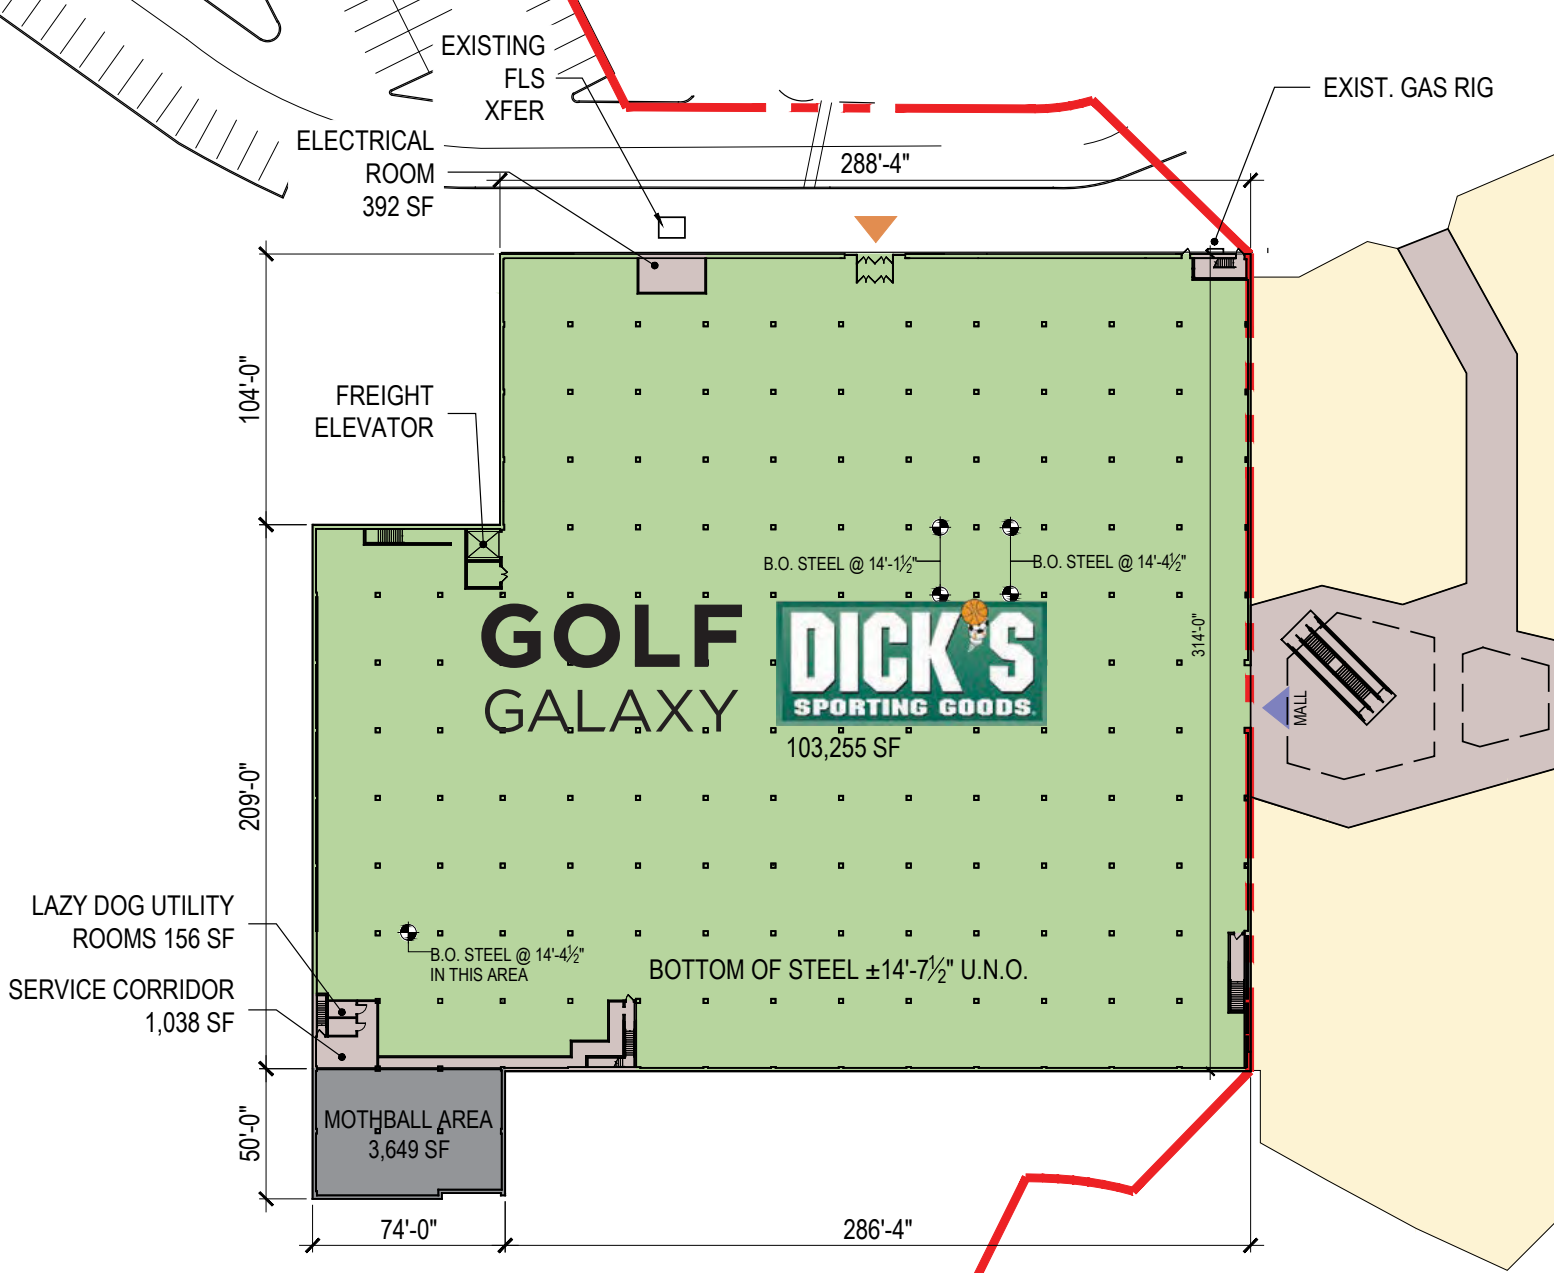 EXISTING
FLS
XFER
EXIST. GAS RIG
ELECTRICAL
ROOM
392 SF
288'-4"
104'-0"
FREIGHT
ELEVATOR
B.O. STEEL @ 14'-1½"
B.O. STEEL @ 14'-4½"
GOLF
GALAXY
DICK'S
SPORTING GOODS
103,255 SF
314'-0"
MALL
209'-0"
LAZY DOG UTILITY
ROOMS 156 SF
SERVICE CORRIDOR
1,038 SF
B.O. STEEL @ 14'-4½"
IN THIS AREA
BOTTOM OF STEEL ±14'-7½" U.N.O.
50'-0"
MOTHBALL AREA
3,649 SF
74'-0"
286'-4"